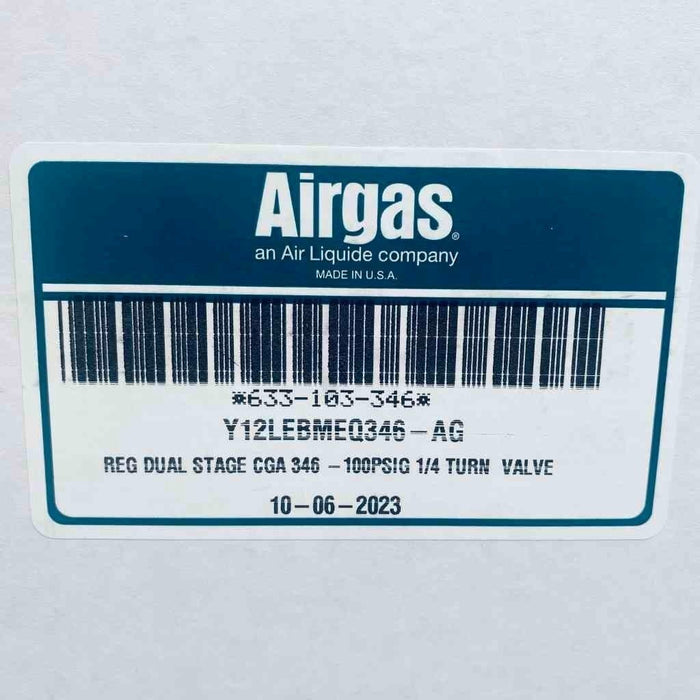 Airgas®
an Air Liquide company
MADE IN U.S.A.
*633-103-346*
Y12LEBMEQ346-AG
REG DUAL STAGE CGA 346 -100PSIG 1/4 TURN VALVE
10-06-2023